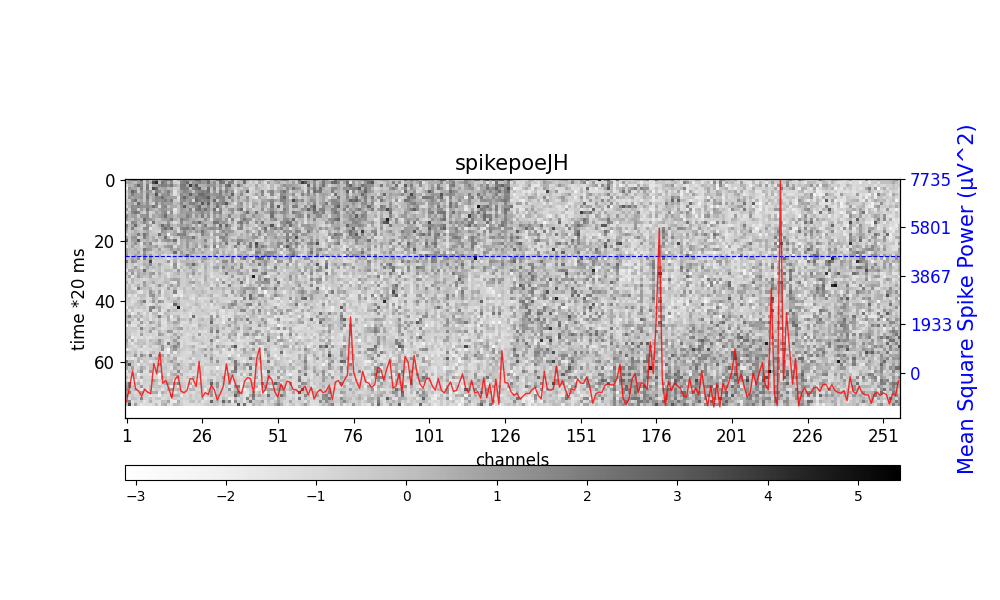 spikepoeJH
0
20
40
60
time *20 ms
7735
5801
3867
1933
0
Mean Square Spike Power (μV^2)
1 26 51 76 101 126 151 176 201 226 251
channels
−3 −2 −1 0 1 2 3 4 5